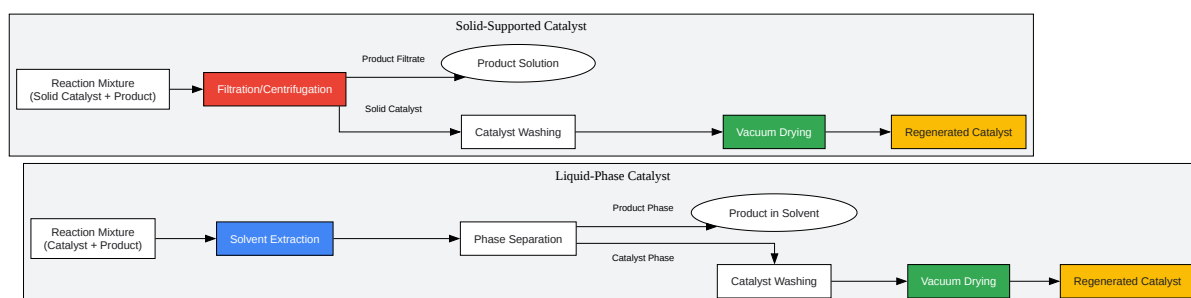 Solid-Supported Catalyst
Reaction Mixture
(Solid Catalyst + Product)
Filtration/Centrifugation
Product Filtrate
Product Solution
Solid Catalyst
Catalyst Washing
Vacuum Drying
Regenerated Catalyst
Liquid-Phase Catalyst
Reaction Mixture
(Catalyst + Product)
Solvent Extraction
Phase Separation
Product Phase
Product in Solvent
Catalyst Phase
Catalyst Washing
Vacuum Drying
Regenerated Catalyst